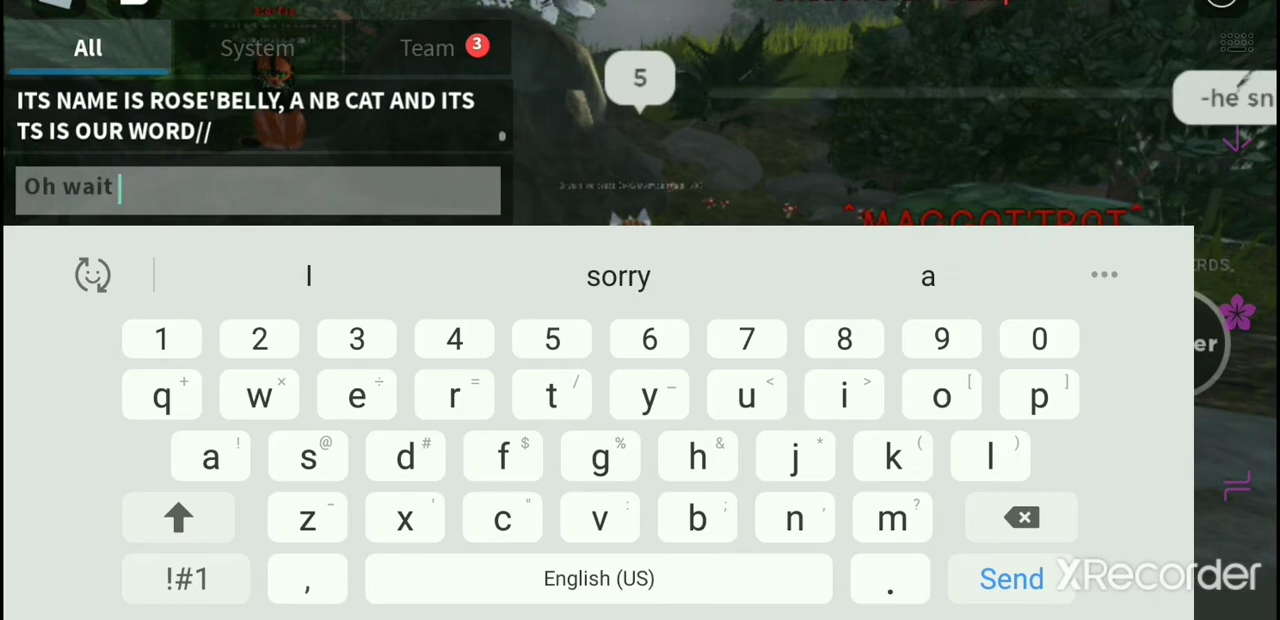 All
System
Team 3
5
ITS NAME IS ROSE'BELLY, A NB CAT AND ITS
TS IS OUR WORD//
-he sn
Oh wait
^MAGGOT'TROT^
RDS,
er
I
sorry
a
...
1 2 3 4 5 6 7 8 9 0
q + w × e ÷ r = t / y _ u < i > o [ p ]
a ! s @ d # f $ g % h & j * k ( l )
z - x ' c " v : b ; n , m ?
!#1 , English (US) . Send
XRecorder